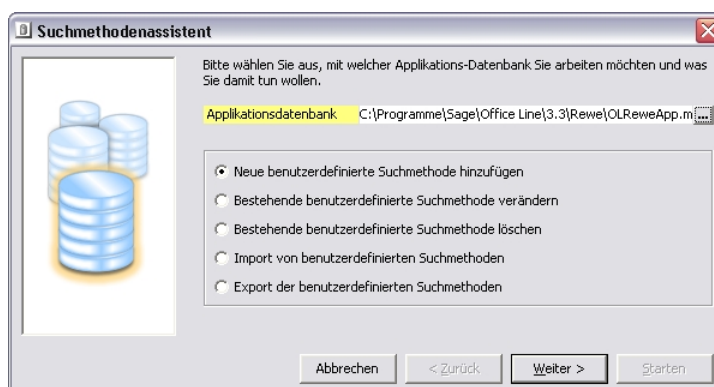 Suchmethodenassistent
Bitte wählen Sie aus, mit welcher Applikations-Datenbank Sie arbeiten möchten und was
Sie damit tun wollen.
Applikationsdatenbank C:\Programme\Sage\Office Line\3.3\Rewe\OLReweApp.m ...
Neue benutzerdefinierte Suchmethode hinzufügen
Bestehende benutzerdefinierte Suchmethode verändern
Bestehende benutzerdefinierte Suchmethode löschen
Import von benutzerdefinierten Suchmethoden
Export der benutzerdefinierten Suchmethoden
Abbrechen < Zurück Weiter > Starten